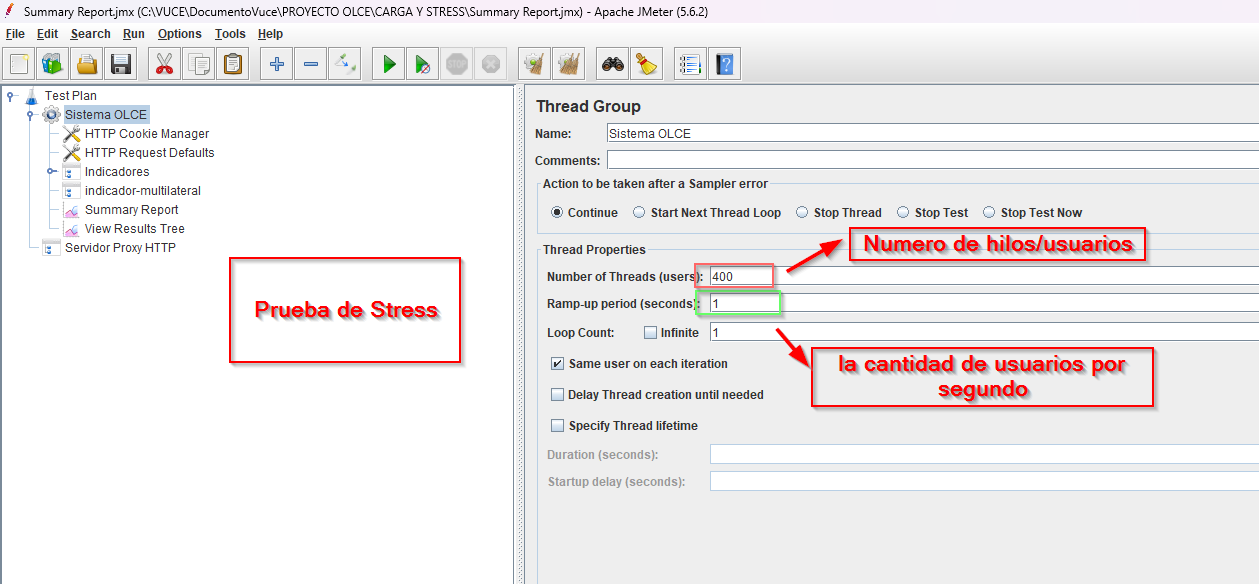 Summary Report.jmx (C:\VUCE\DocumentoVuce\PROYECTO OLCE\CARGA Y STRESS\Summary Report.jmx) - Apache JMeter (5.6.2)
File Edit Search Run Options Tools Help
STOP
Test Plan
Sistema OLCE
HTTP Cookie Manager
HTTP Request Defaults
Indicadores
indicador-multilateral
Summary Report
View Results Tree
Servidor Proxy HTTP
Prueba de Stress
Thread Group
Name: Sistema OLCE
Comments:
Action to be taken after a Sampler error
Continue Start Next Thread Loop Stop Thread Stop Test Stop Test Now
Numero de hilos/usuarios
Thread Properties
Number of Threads (users): 400
Ramp-up period (seconds): 1
Loop Count: Infinite 1
la cantidad de usuarios por
segundo
Same user on each iteration
Delay Thread creation until needed
Specify Thread lifetime
Duration (seconds):
Startup delay (seconds):